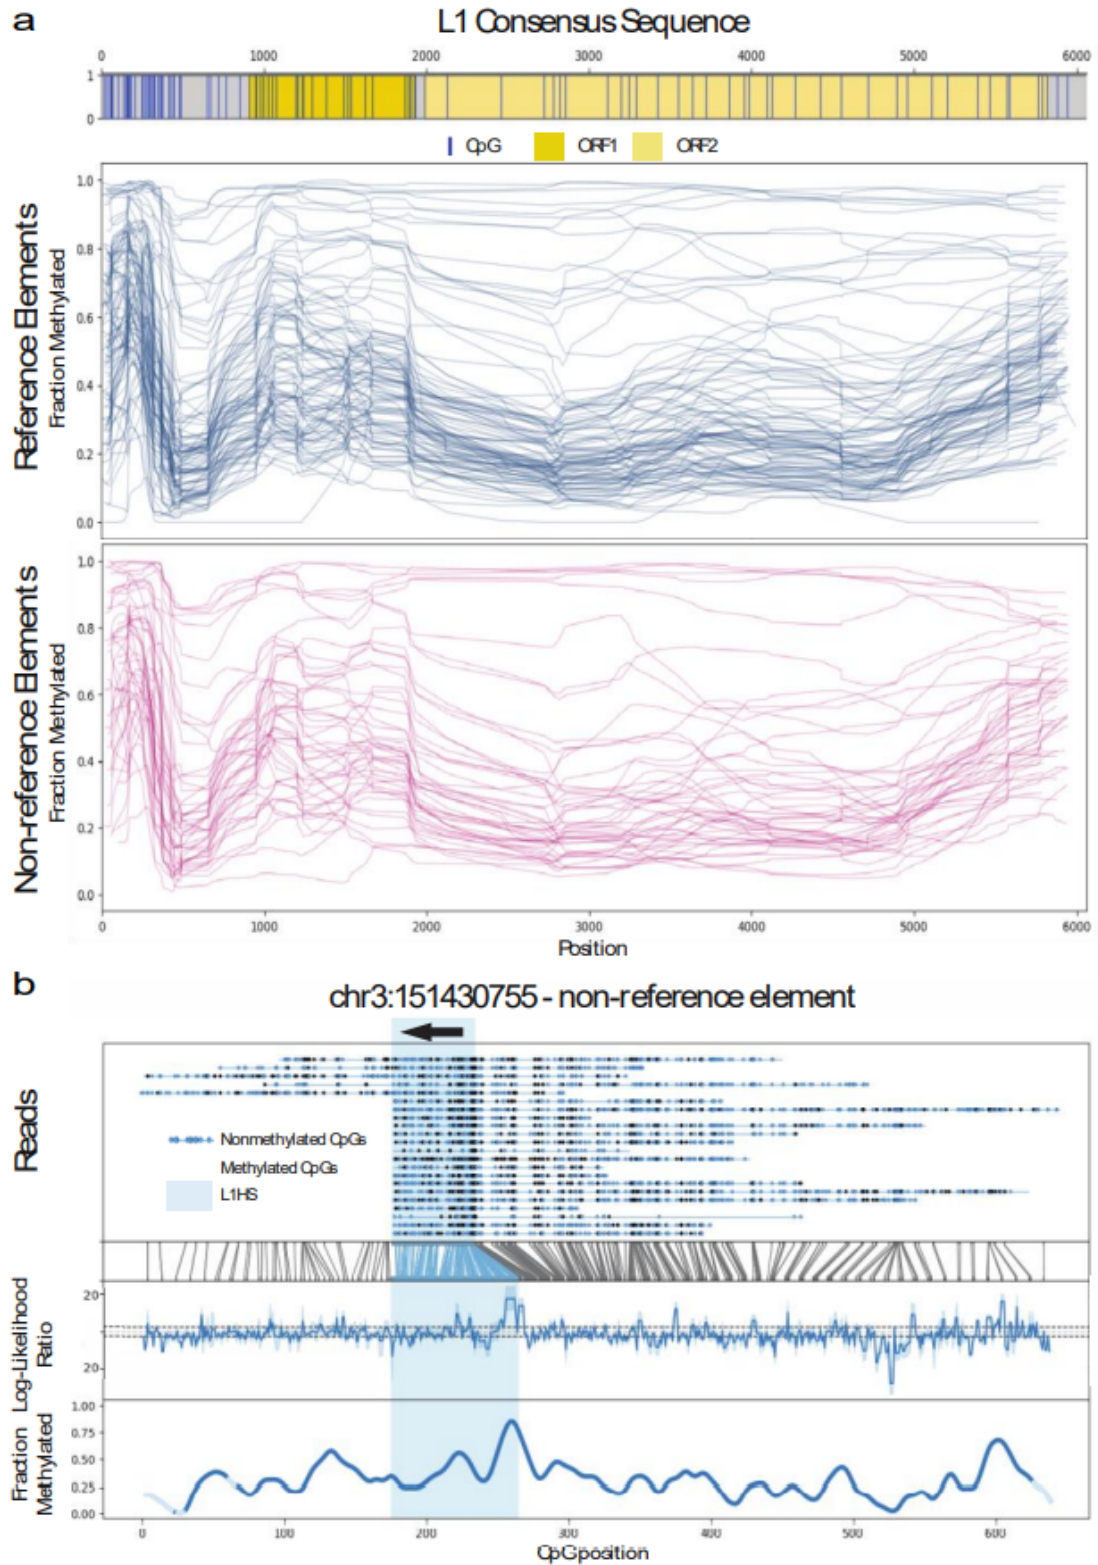 a
L1 Consensus Sequence
0 1000 2000 3000 4000 5000 6000
1
0
CpG ORF1 ORF2
Reference Elements
Fraction Methylated
1.0
0.8
0.6
0.4
0.2
0.0
Non-reference Elements
Fraction Methylated
1.0
0.8
0.6
0.4
0.2
0.0
0 1000 2000 3000 4000 5000 6000
Position
b
chr3:151430755 - non-reference element
Reads
Nonmethylated CpGs
Methylated CpGs
L1HS
Log-Likelihood
Ratio
20
20
Fraction
Methylated
1.00
0.75
0.50
0.25
0.00
0 100 200 300 400 500 600
CpG position